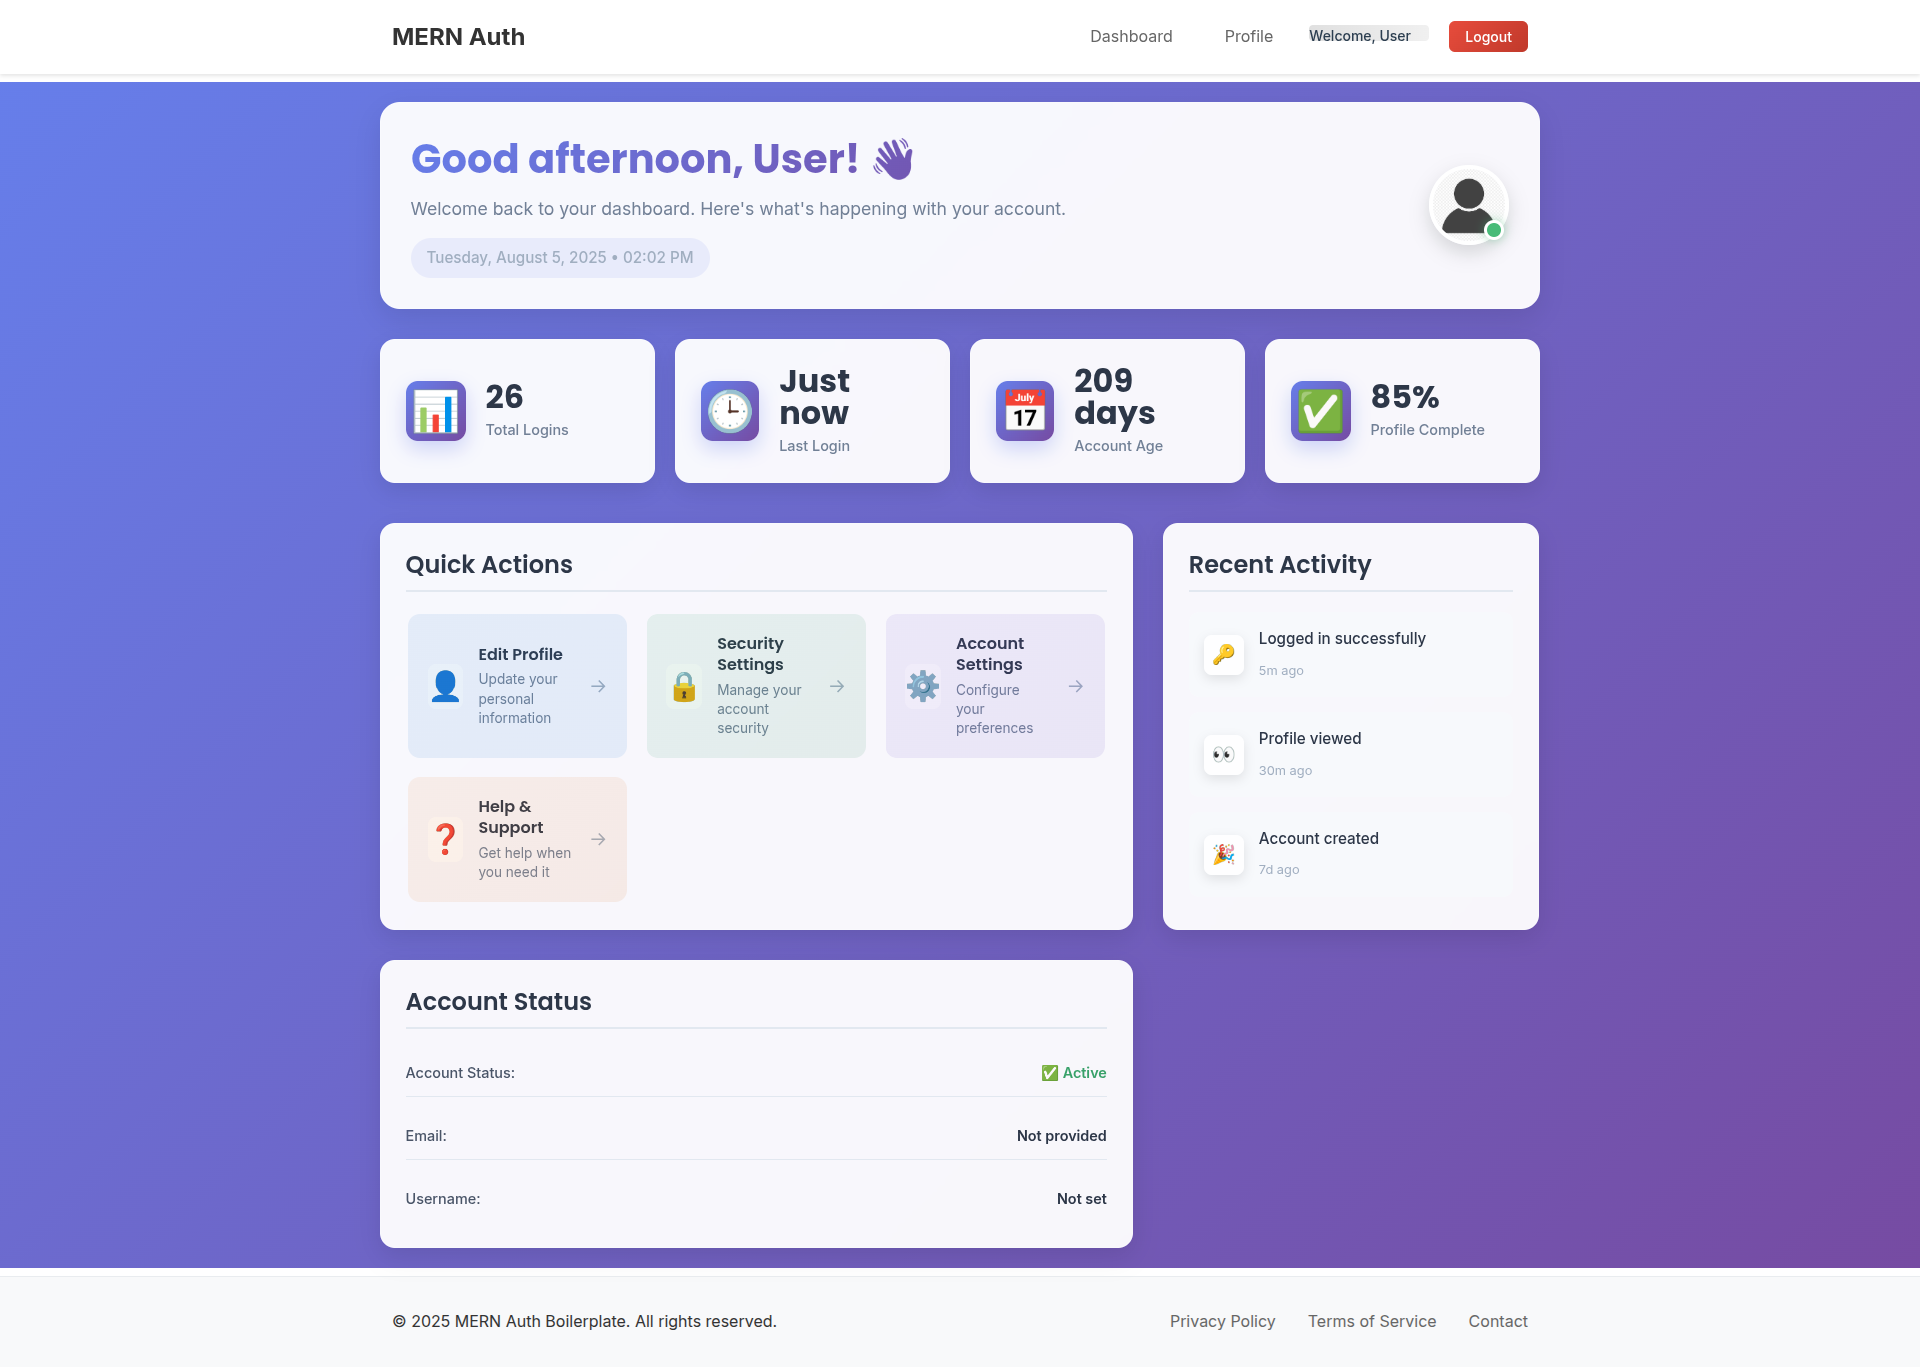 MERN Auth
Dashboard
Profile
Welcome, User
Logout
Good afternoon, User! 👋
Welcome back to your dashboard. Here's what's happening with your account.
Tuesday, August 5, 2025 • 02:02 PM
26
Total Logins
Just
now
Last Login
July
17
209
days
Account Age
85%
Profile Complete
Quick Actions
Edit Profile
Update your
personal
information
→
Security
Settings
Manage your
account
security
→
Account
Settings
Configure
your
preferences
→
Help &
Support
Get help when
you need it
→
Recent Activity
Logged in successfully
5m ago
Profile viewed
30m ago
Account created
7d ago
Account Status
Account Status:
✅ Active
Email:
Not provided
Username:
Not set
© 2025 MERN Auth Boilerplate. All rights reserved.
Privacy Policy
Terms of Service
Contact